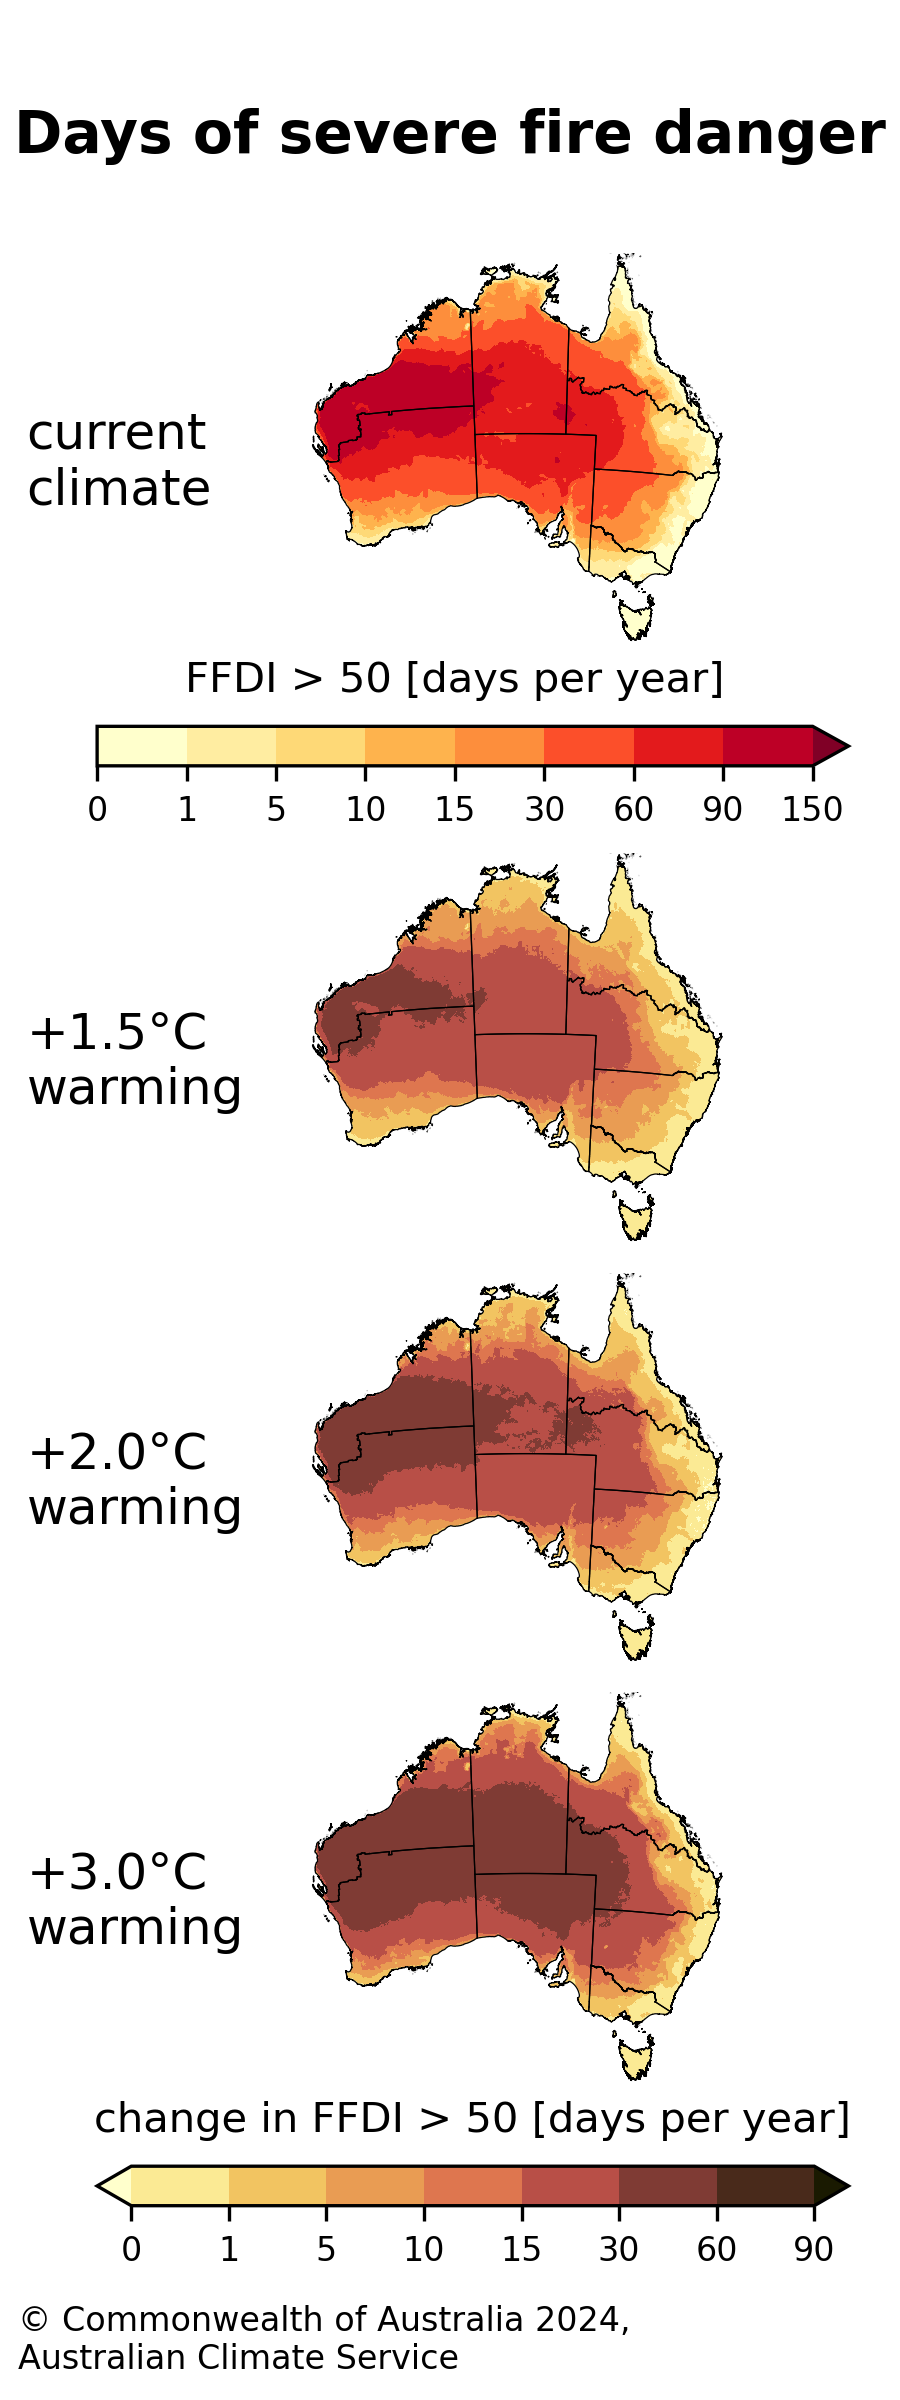 Days of severe fire danger
current
climate
FFDI > 50 [days per year]
0 1 5 10 15 30 60 90 150
+1.5°C
warming
+2.0°C
warming
+3.0°C
warming
change in FFDI > 50 [days per year]
0 1 5 10 15 30 60 90
© Commonwealth of Australia 2024,
Australian Climate Service